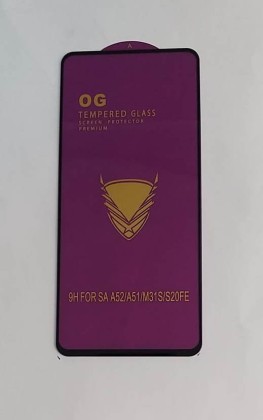 A
OG
TEMPERED GLASS
SCREEN PROTECTOR
PREMIUM
9H FOR SA A52/A51/M31S/S20FE